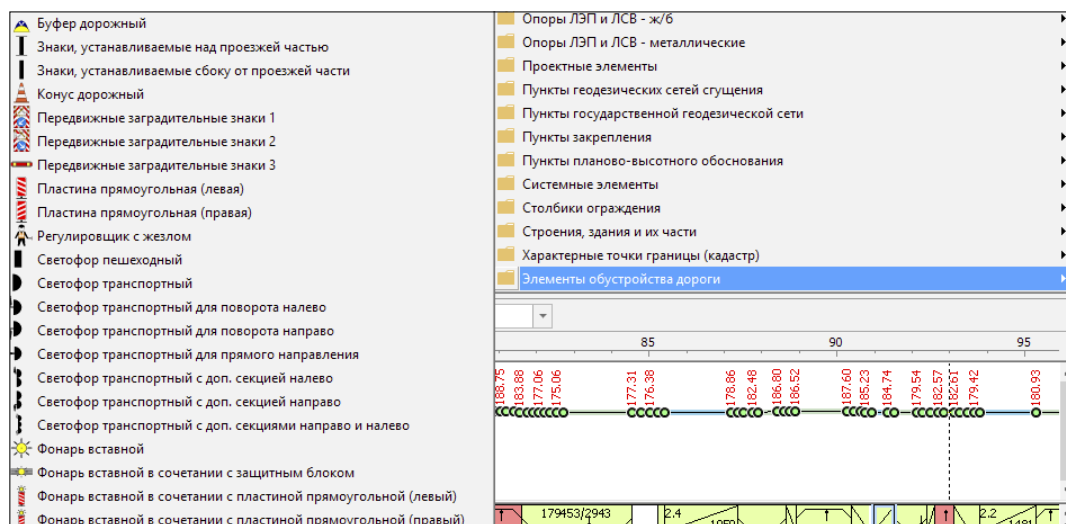 Буфер дорожный
Знаки, устанавливаемые над проезжей частью
Знаки, устанавливаемые сбоку от проезжей части
Конус дорожный
Передвижные заградительные знаки 1
Передвижные заградительные знаки 2
Передвижные заградительные знаки 3
Пластина прямоугольная (левая)
Пластина прямоугольная (правая)
Регулировщик с жезлом
Светофор пешеходный
Светофор транспортный
Светофор транспортный для поворота налево
Светофор транспортный для поворота направо
Светофор транспортный для прямого направления
Светофор транспортный с доп. секцией налево
Светофор транспортный с доп. секцией направо
Светофор транспортный с доп. секциями направо и налево
Фонарь вставной
Фонарь вставной в сочетании с защитным блоком
Фонарь вставной в сочетании с пластиной прямоугольной (левый)
Фонарь вставной в сочетании с пластиной прямоугольной (правый)
Опоры ЛЭП и ЛСВ - ж/б
Опоры ЛЭП и ЛСВ - металлические
Проектные элементы
Пункты геодезических сетей сгущения
Пункты государственной геодезической сети
Пункты закрепления
Пункты планово-высотного обоснования
Системные элементы
Столбики ограждения
Строения, здания и их части
Характерные точки границы (кадастр)
Элементы обустройства дороги
85 90 95
188.75 183.88 177.06 175.06 177.31 176.38 178.86 182.48 186.80 186.52 187.60 185.23 184.74 179.54 182.57 182.61 179.42 180.93
179453/2943 2.4 2.2